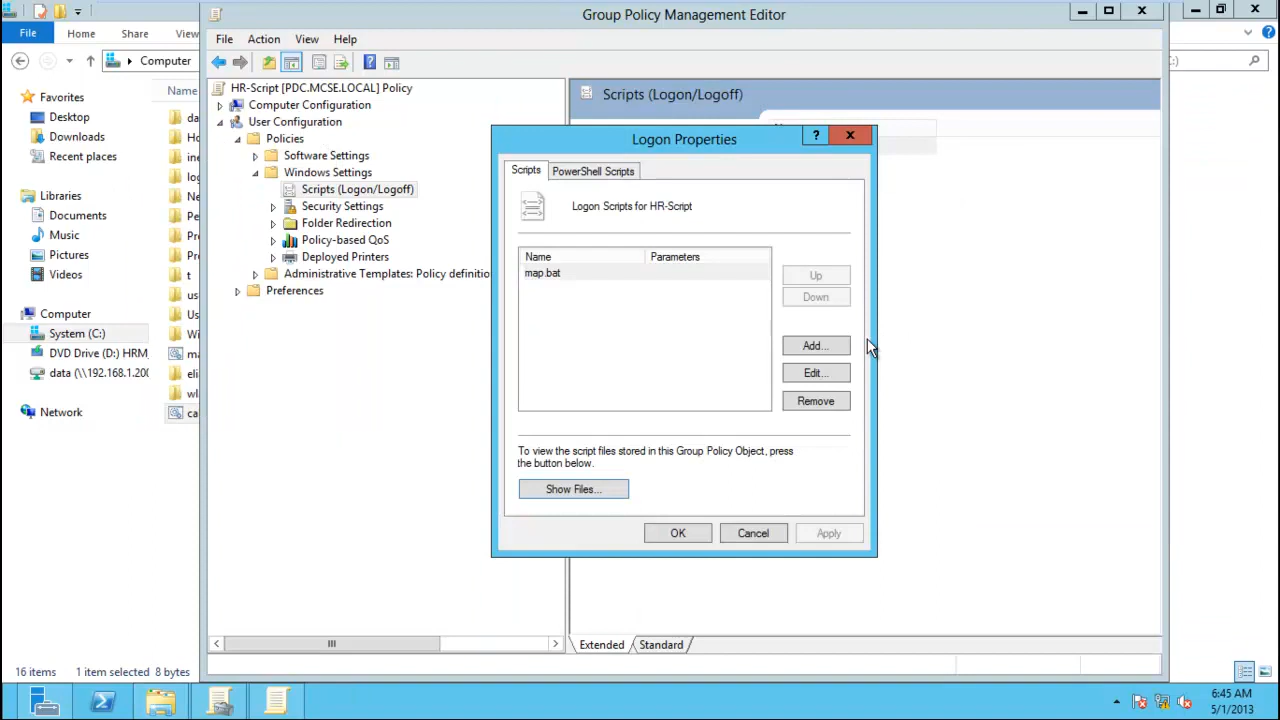 Group Policy Management Editor
File Home Share View
File Action View Help
Computer
HR-Script [PDC.MCSE.LOCAL] Policy
Computer Configuration
User Configuration
Policies
Software Settings
Windows Settings
Scripts (Logon/Logoff)
Security Settings
Folder Redirection
Policy-based QoS
Deployed Printers
Administrative Templates: Policy definitio
Preferences
Name
Favorites
Desktop
Downloads
Recent places
Libraries
Documents
Music
Pictures
Videos
Computer
System (C:)
DVD Drive (D:) HRM_
data (\\192.168.1.200
Network
Scripts (Logon/Logoff)
Logon Properties
Scripts PowerShell Scripts
Logon Scripts for HR-Script
Name Parameters
map.bat
Up
Down
Add...
Edit...
Remove
To view the script files stored in this Group Policy Object, press
the button below.
Show Files...
OK Cancel Apply
Extended Standard
16 items 1 item selected 8 bytes
6:45 AM
5/1/2013